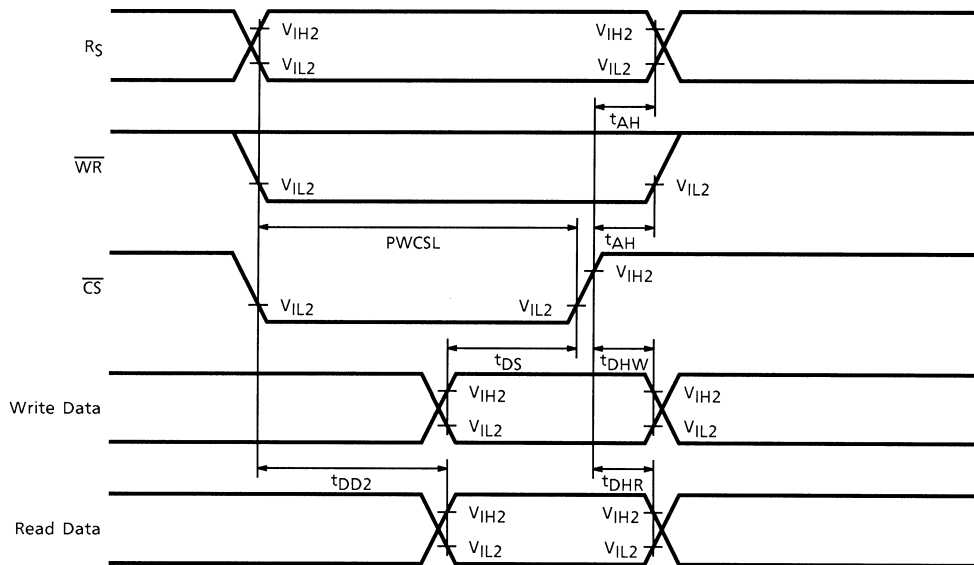 RS
VIH2
VIH2
VIL2
VIL2
tAH
WR
VIL2
VIL2
PWCSL
tAH
CS
VIH2
VIL2
VIL2
tDS
tDHW
Write Data
VIH2
VIH2
VIL2
VIL2
tDD2
tDHR
Read Data
VIH2
VIH2
VIL2
VIL2